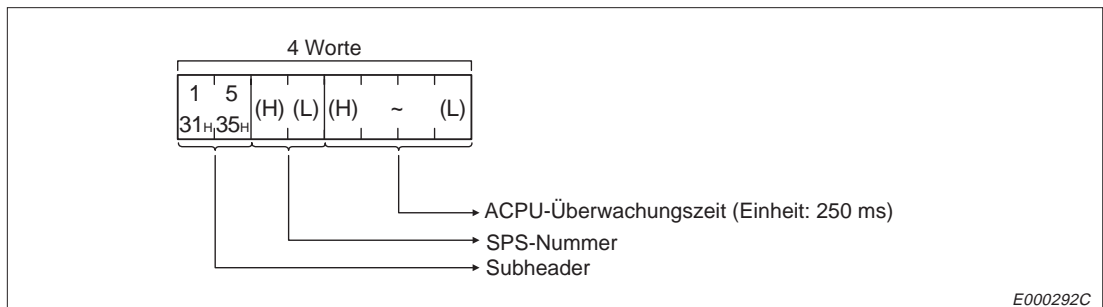 4 Worte
1 5 (H) (L) (H) ~ (L)
31H 35H
ACPU-Überwachungszeit (Einheit: 250 ms)
SPS-Nummer
Subheader
E000292C